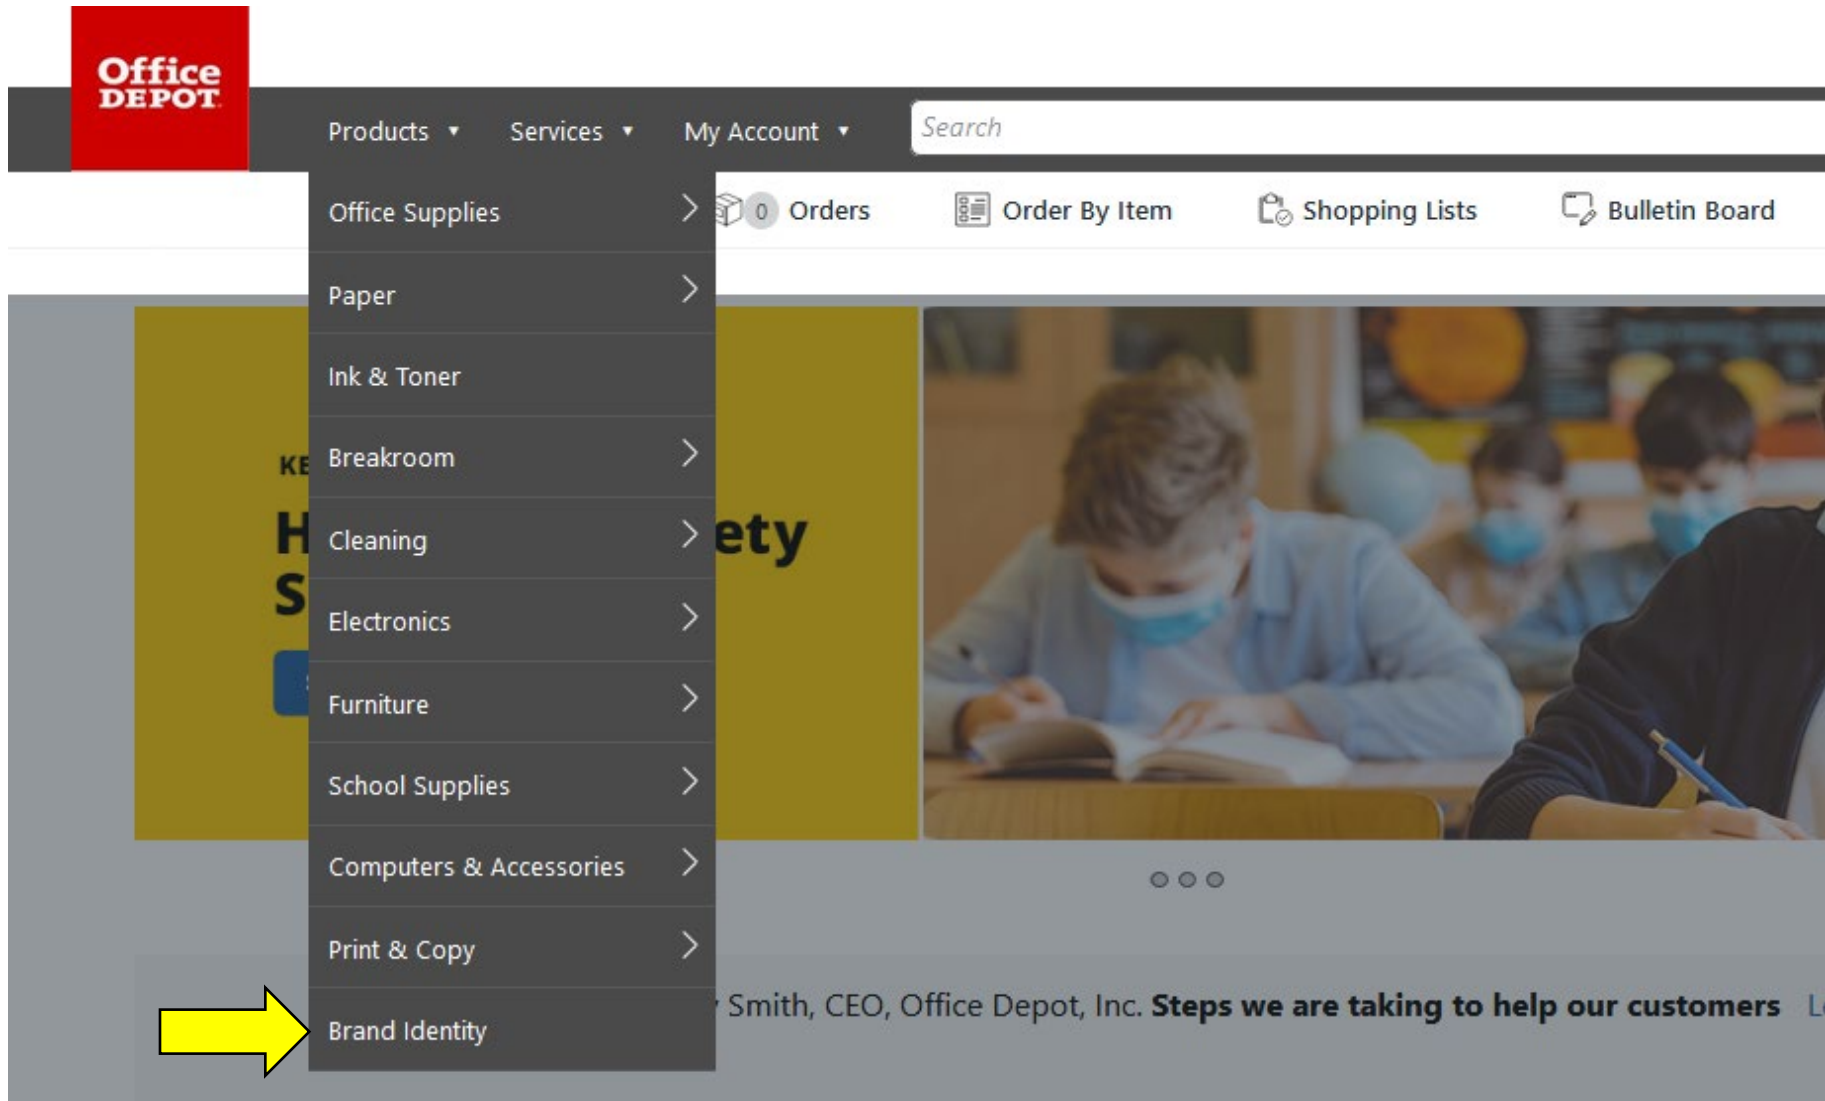 Office
DEPOT
Products ▾ Services ▾ My Account ▾ Search
0 Orders Order By Item Shopping Lists Bulletin Board
Office Supplies
Paper
Ink & Toner
Breakroom
Cleaning
Electronics
Furniture
School Supplies
Computers & Accessories
Print & Copy
Brand Identity
KE
H ety
S
Smith, CEO, Office Depot, Inc. Steps we are taking to help our customers